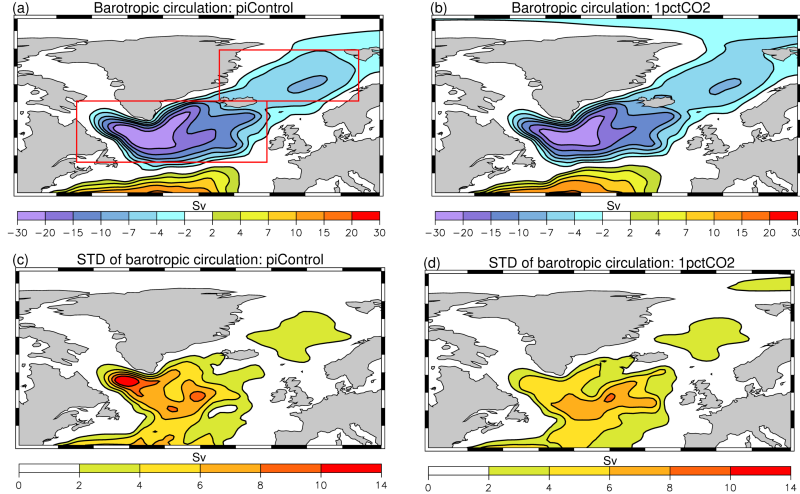 (a) Barotropic circulation: piControl
(b) Barotropic circulation: 1pctCO2
Sv
−30 −20 −15 −10 −7 −4 −2 2 4 7 10 15 20 30
Sv
−30 −20 −15 −10 −7 −4 −2 2 2 4 7 10 15 20 30
(c) STD of barotropic circulation: piControl
(d) STD of barotropic circulation: 1pctCO2
Sv
0 2 4 6 8 10 14
Sv
0 2 4 6 8 10 14